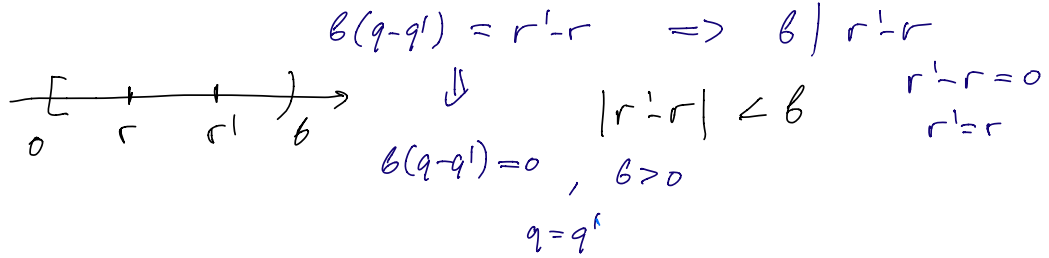 b(q-q') = r'-r => b | r'-r
r'-r = 0
|r'-r| < b
r'=r
0 r r' b
b(q-q')=0 , b>0
q=q'